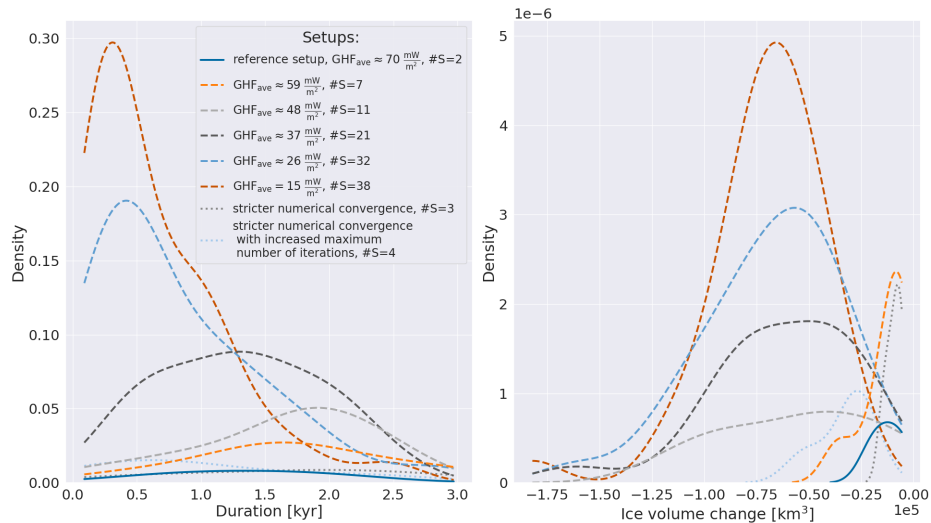 Setups:
reference setup, GHF_ave ≈ 70 mW/m², #S=2
GHF_ave ≈ 59 mW/m², #S=7
GHF_ave ≈ 48 mW/m², #S=11
GHF_ave ≈ 37 mW/m², #S=21
GHF_ave ≈ 26 mW/m², #S=32
GHF_ave = 15 mW/m², #S=38
stricter numerical convergence, #S=3
stricter numerical convergence
with increased maximum
number of iterations, #S=4
Density
0.30
0.25
0.20
0.15
0.10
0.05
0.00
0.0 0.5 1.0 1.5 2.0 2.5 3.0
Duration [kyr]
1e−6
Density
5
4
3
2
1
0
−1.75 −1.50 −1.25 −1.00 −0.75 −0.50 −0.25 0.00
Ice volume change [km³]
1e5